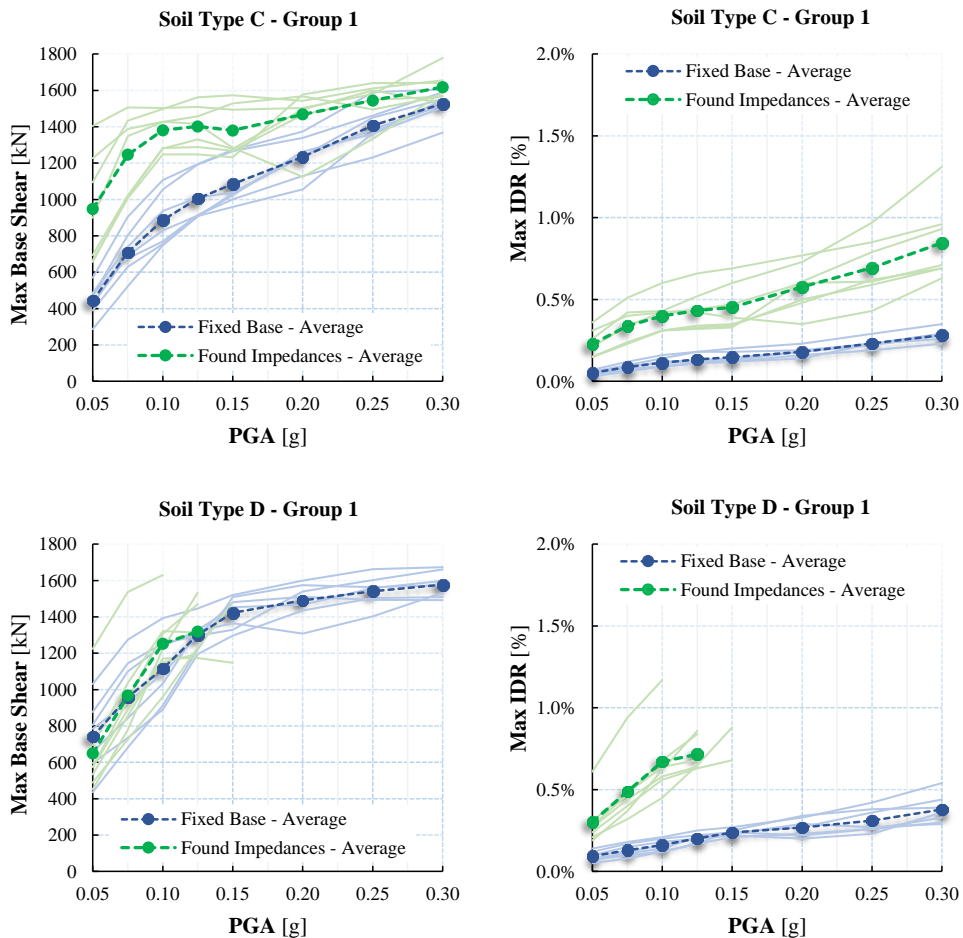 Soil Type C - Group 1
Max Base Shear [kN]
1800
1600
1400
1200
1000
800
600
400
200
0
Fixed Base - Average
Found Impedances - Average
0.05 0.10 0.15 0.20 0.25 0.30
PGA [g]
Soil Type C - Group 1
Max IDR [%]
2.0%
1.5%
1.0%
0.5%
0.0%
Fixed Base - Average
Found Impedances - Average
0.05 0.10 0.15 0.20 0.25 0.30
PGA [g]
Soil Type D - Group 1
Max Base Shear [kN]
1800
1600
1400
1200
1000
800
600
400
200
0
Fixed Base - Average
Found Impedances - Average
0.05 0.10 0.15 0.20 0.25 0.30
PGA [g]
Soil Type D - Group 1
Max IDR [%]
2.0%
1.5%
1.0%
0.5%
0.0%
Fixed Base - Average
Found Impedances - Average
0.05 0.10 0.15 0.20 0.25 0.30
PGA [g]